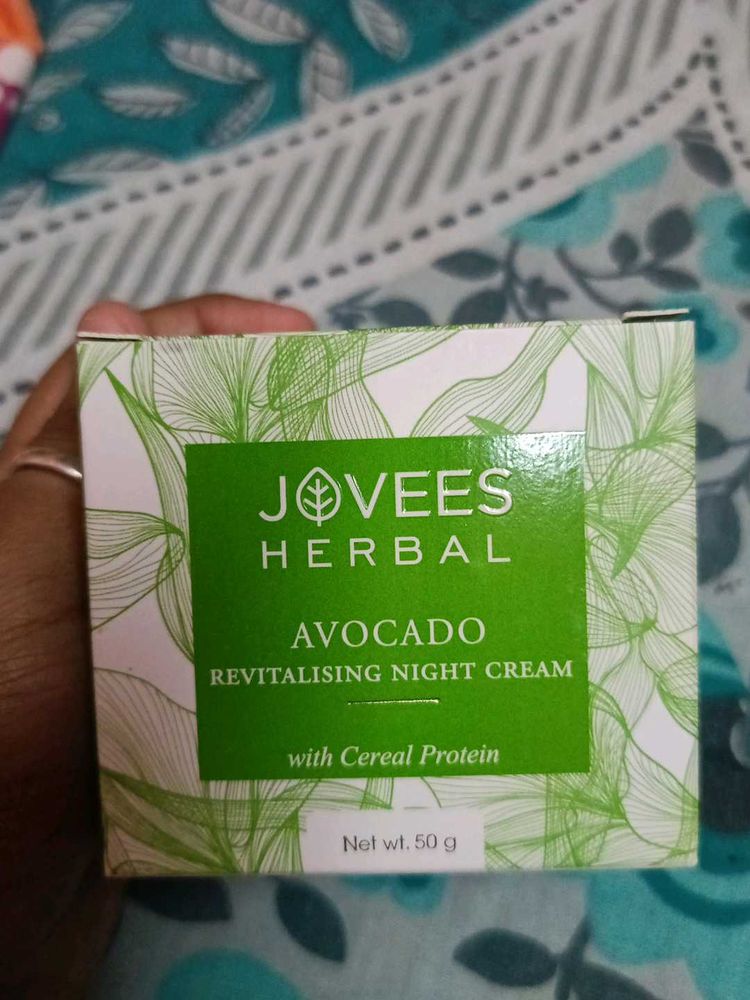 JOVEES
HERBAL
AVOCADO
REVITALISING NIGHT CREAM
with Cereal Protein
Net wt. 50 g